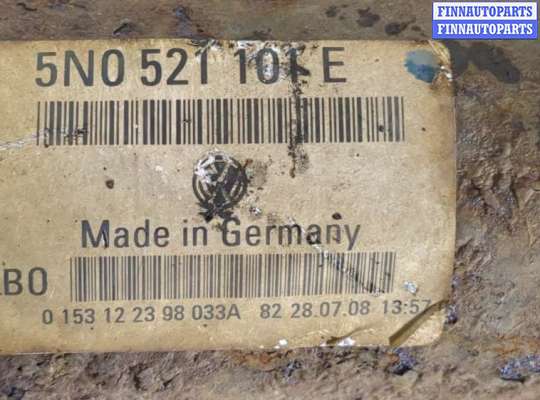 FINNAUTOPARTS
FINNAUTOPARTS
5N0 521 101 E
Made in Germany
0 153 12 23 98 033A 82 28.07.08 13:57